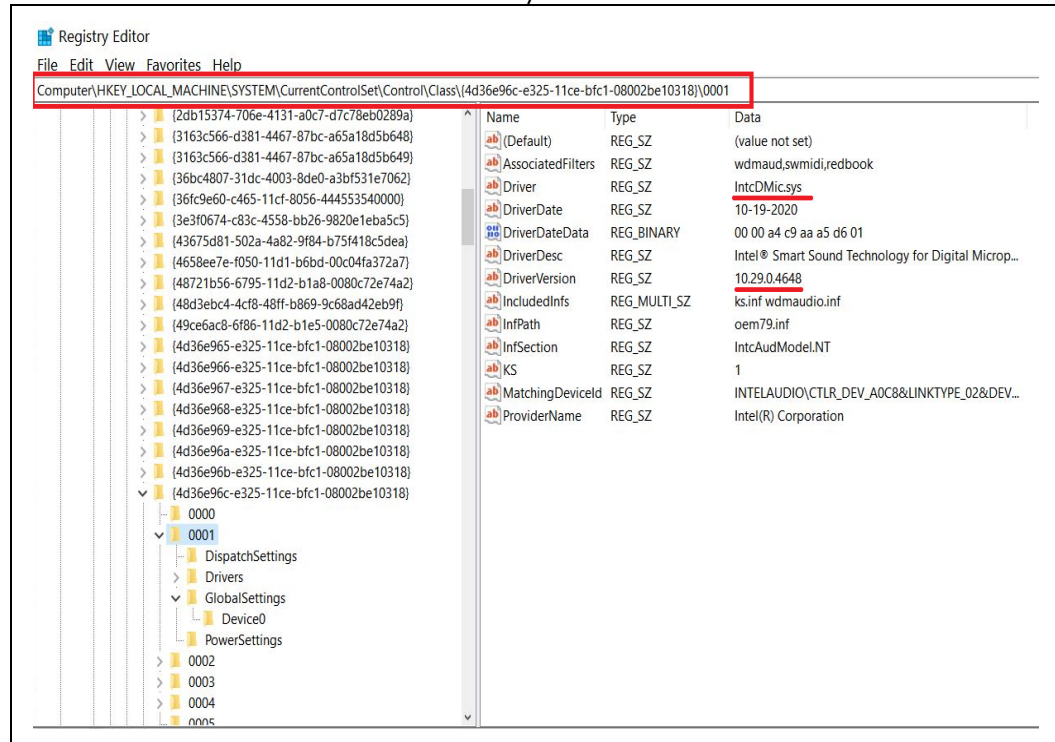 Registry Editor
File Edit View Favorites Help
Computer\HKEY_LOCAL_MACHINE\SYSTEM\CurrentControlSet\Control\Class\{4d36e96c-e325-11ce-bfc1-08002be10318}\0001
{2db15374-706e-4131-a0c7-d7c78eb0289a}
{3163c566-d381-4467-87bc-a65a18d5b648}
{3163c566-d381-4467-87bc-a65a18d5b649}
{36bc4807-31dc-4003-8de0-a3bf531e7062}
{36fc9e60-c465-11cf-8056-444553540000}
{3e3f0674-c83c-4558-bb26-9820e1eba5c5}
{43675d81-502a-4a82-9f84-b75f418c5dea}
{4658ee7e-f050-11d1-b6bd-00c04fa372a7}
{48721b56-6795-11d2-b1a8-0080c72e74a2}
{48d3ebc4-4cf8-48ff-b869-9c68ad42eb9f}
{49ce6ac8-6f86-11d2-b1e5-0080c72e74a2}
{4d36e965-e325-11ce-bfc1-08002be10318}
{4d36e966-e325-11ce-bfc1-08002be10318}
{4d36e967-e325-11ce-bfc1-08002be10318}
{4d36e968-e325-11ce-bfc1-08002be10318}
{4d36e969-e325-11ce-bfc1-08002be10318}
{4d36e96a-e325-11ce-bfc1-08002be10318}
{4d36e96b-e325-11ce-bfc1-08002be10318}
{4d36e96c-e325-11ce-bfc1-08002be10318}
0000
0001
DispatchSettings
Drivers
GlobalSettings
Device0
PowerSettings
0002
0003
0004
0005
Name Type Data
(Default) REG_SZ (value not set)
AssociatedFilters REG_SZ wdmaud,swmidi,redbook
Driver REG_SZ IntcDMic.sys
DriverDate REG_SZ 10-19-2020
DriverDateData REG_BINARY 00 00 a4 c9 aa a5 d6 01
DriverDesc REG_SZ Intel® Smart Sound Technology for Digital Microp...
DriverVersion REG_SZ 10.29.0.4648
IncludedInfs REG_MULTI_SZ ks.inf wdmaudio.inf
InfPath REG_SZ oem79.inf
InfSection REG_SZ IntcAudModel.NT
KS REG_SZ 1
MatchingDeviceId REG_SZ INTELAUDIO\CTLR_DEV_A0C8&LINKTYPE_02&DEV...
ProviderName REG_SZ Intel(R) Corporation